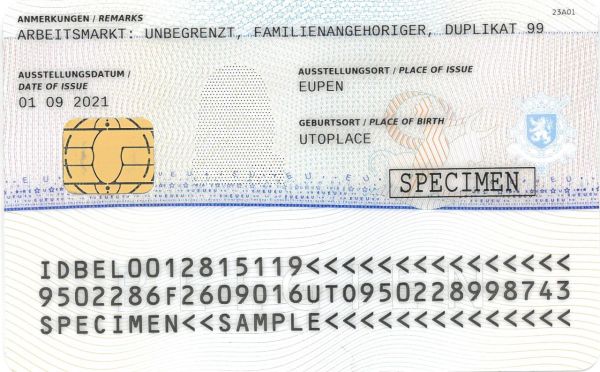 ANMERKUNGEN / REMARKS
23A01
ARBEITSMARKT: UNBEGRENZT, FAMILIENANGEHORIGER, DUPLIKAT 99
AUSSTELLUNGSDATUM /
DATE OF ISSUE
01 09 2021
AUSSTELLUNGSORT / PLACE OF ISSUE
EUPEN
GEBURTSORT / PLACE OF BIRTH
UTOPLACE
SPECIMEN
IDBEL0012815119<<<<<<<<<<<<<<<
9502286F2609016UTO950228998743
SPECIMEN<<SAMPLE<<<<<<<<<<<<<<